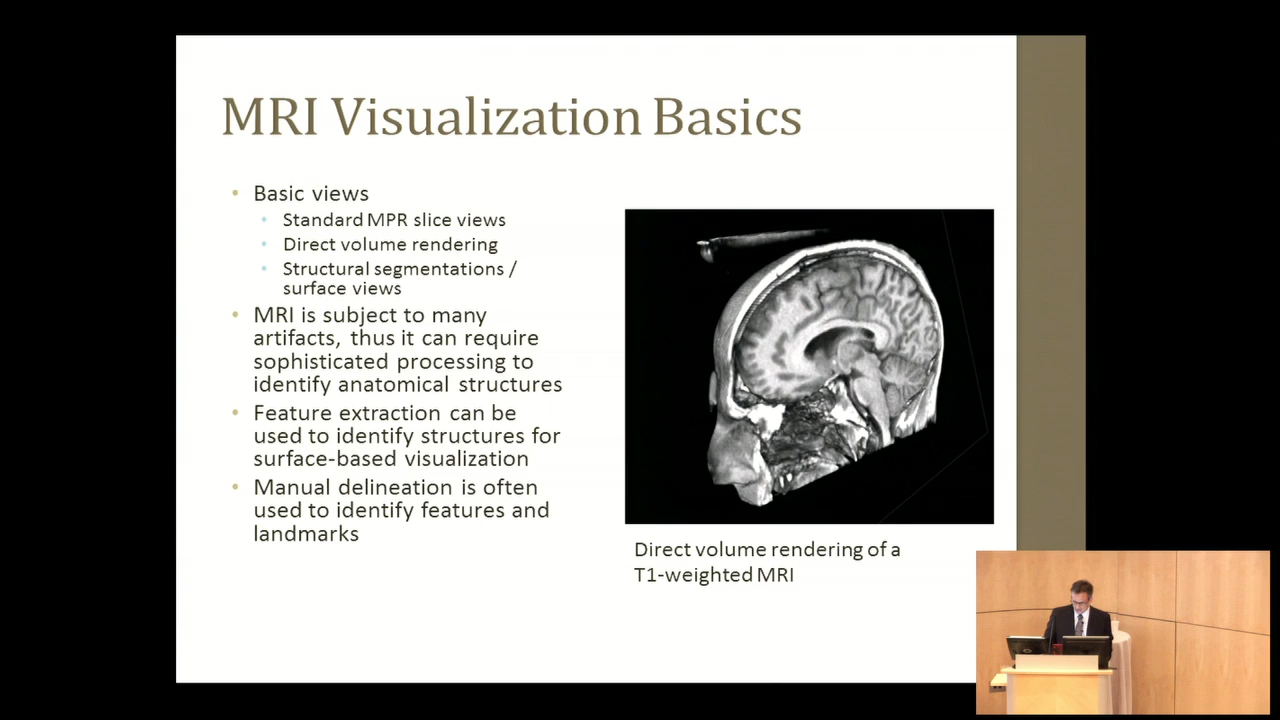 MRI Visualization Basics
• Basic views
• Standard MPR slice views
• Direct volume rendering
• Structural segmentations /
surface views
• MRI is subject to many
artifacts, thus it can require
sophisticated processing to
identify anatomical structures
• Feature extraction can be
used to identify structures for
surface-based visualization
• Manual delineation is often
used to identify features and
landmarks
Direct volume rendering of a
T1-weighted MRI